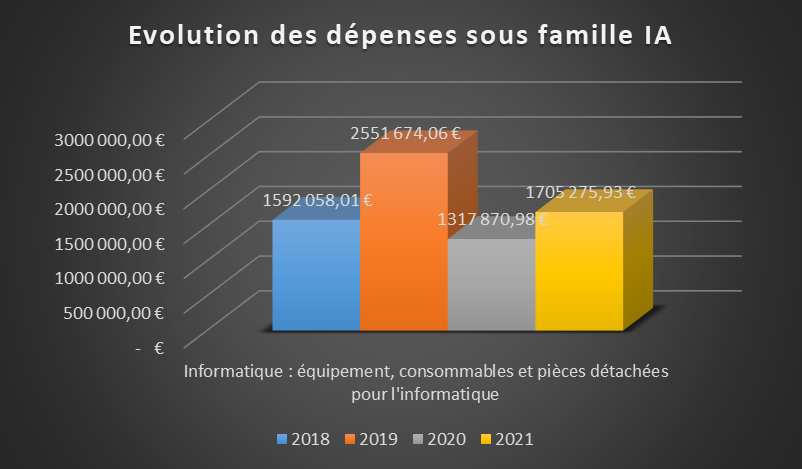 Evolution des dépenses sous famille IA
3000 000,00 €
2500 000,00 €
2000 000,00 €
1500 000,00 €
1000 000,00 €
500 000,00 €
- €
1592 058,01 €
2551 674,06 €
1317 870,98 €
1705 275,93 €
Informatique : équipement, consommables et pièces détachées
pour l'informatique
2018 2019 2020 2021